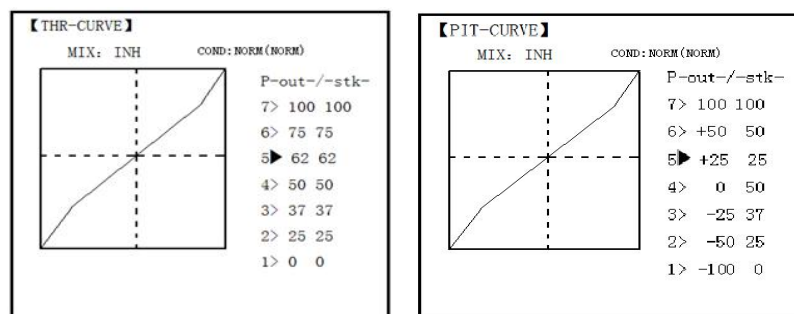 【THR-CURVE】
MIX: INH COND:NORM(NORM)
P-out-/-stk-
7> 100 100
6> 75 75
5▶ 62 62
4> 50 50
3> 37 37
2> 25 25
1> 0 0
【PIT-CURVE】
MIX: INH COND:NORM(NORM)
P-out-/-stk-
7> 100 100
6> +50 50
5▶ +25 25
4> 0 50
3> -25 37
2> -50 25
1> -100 0